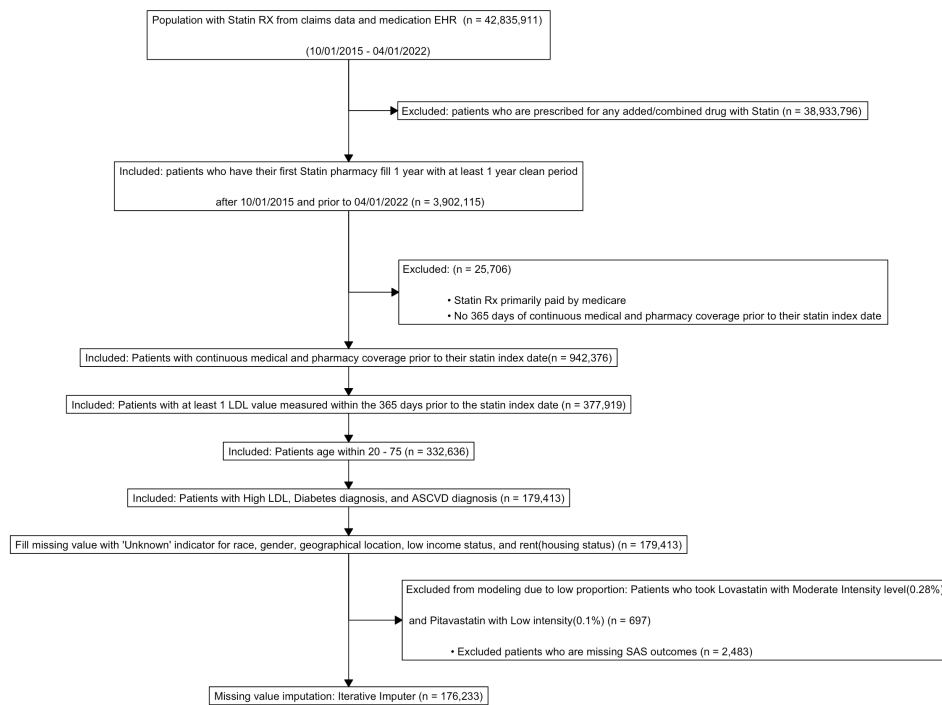 Population with Statin RX from claims data and medication EHR (n = 42,835,911)
(10/01/2015 - 04/01/2022)
Excluded: patients who are prescribed for any added/combined drug with Statin (n = 38,933,796)
Included: patients who have their first Statin pharmacy fill 1 year with at least 1 year clean period
after 10/01/2015 and prior to 04/01/2022 (n = 3,902,115)
Excluded: (n = 25,706)
• Statin Rx primarily paid by medicare
• No 365 days of continuous medical and pharmacy coverage prior to their statin index date
Included: Patients with continuous medical and pharmacy coverage prior to their statin index date(n = 942,376)
Included: Patients with at least 1 LDL value measured within the 365 days prior to the statin index date (n = 377,919)
Included: Patients age within 20 - 75 (n = 332,636)
Included: Patients with High LDL, Diabetes diagnosis, and ASCVD diagnosis (n = 179,413)
Fill missing value with 'Unknown' indicator for race, gender, geographical location, low income status, and rent(housing status) (n = 179,413)
Excluded from modeling due to low proportion: Patients who took Lovastatin with Moderate Intensity level(0.28%)
and Pitavastatin with Low intensity(0.1%) (n = 697)
• Excluded patients who are missing SAS outcomes (n = 2,483)
Missing value imputation: Iterative Imputer (n = 176,233)